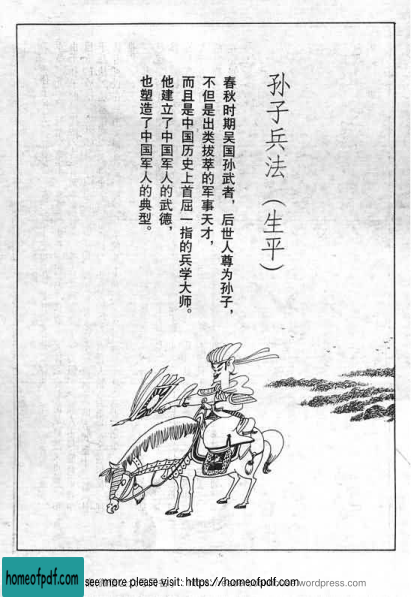 孙子兵法（生平）
春秋时期吴国孙武者，后世人尊为孙子，
不但是出类拔萃的军事天才，
而且是中国历史上首屈一指的兵学大师。
他建立了中国军人的武德，
也塑造了中国军人的典型。
homeofpdf.com
see more please visit: https://homeofpdf.com
wordpress.com